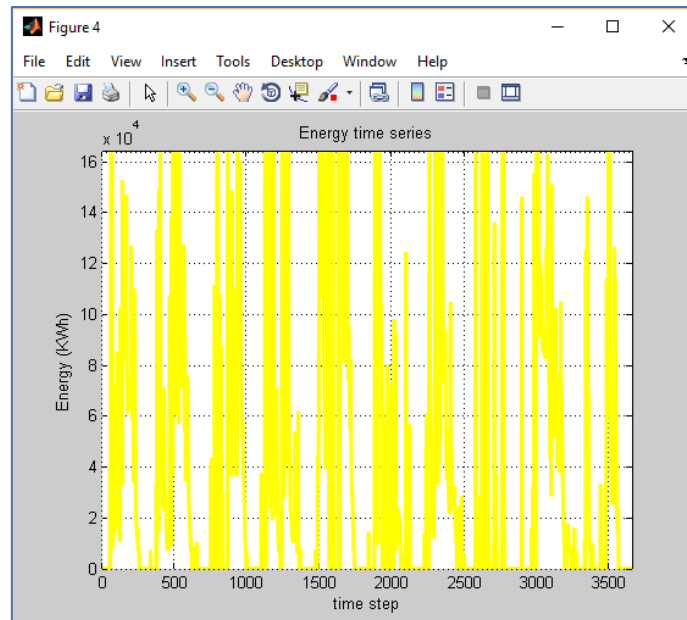 Figure 4
File Edit View Insert Tools Desktop Window Help
x 10^4
Energy time series
16
14
12
10
8
6
4
2
0
Energy (KWh)
0 500 1000 1500 2000 2500 3000 3500
time step